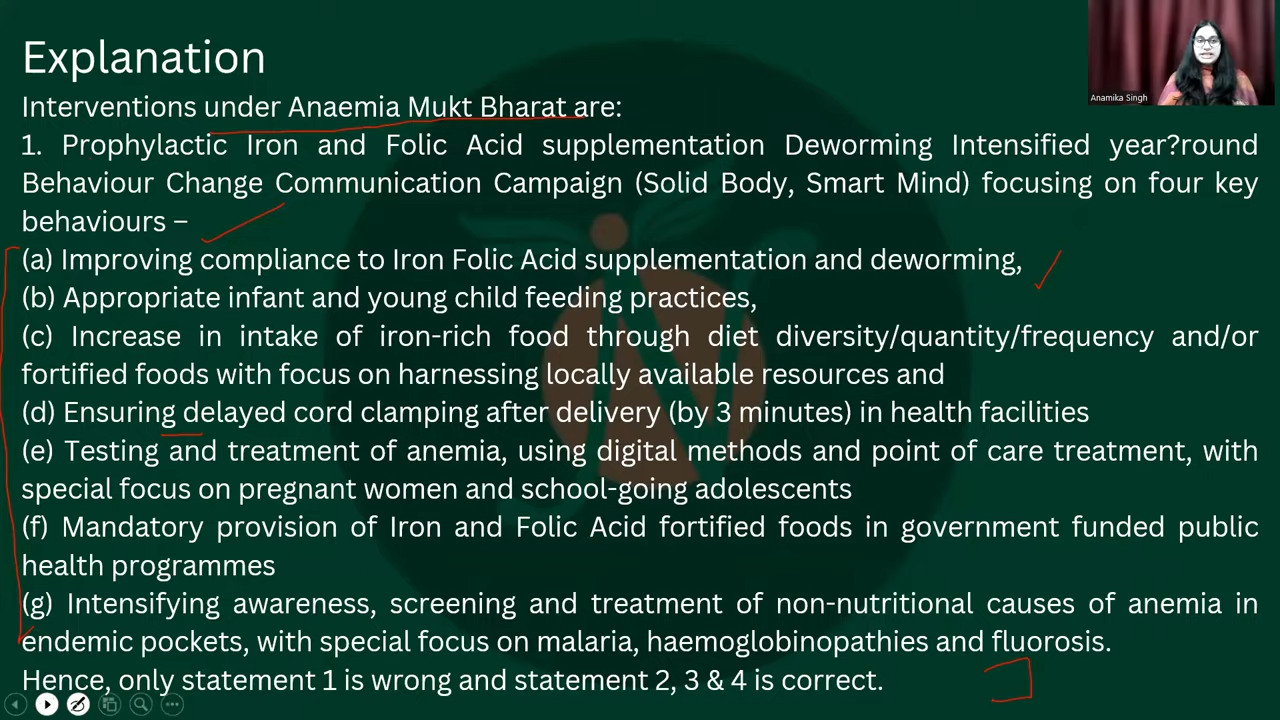 Explanation
Anamika Singh
Interventions under Anaemia Mukt Bharat are:
1. Prophylactic Iron and Folic Acid supplementation Deworming Intensified year?round
Behaviour Change Communication Campaign (Solid Body, Smart Mind) focusing on four key
behaviours –
(a) Improving compliance to Iron Folic Acid supplementation and deworming,
(b) Appropriate infant and young child feeding practices,
(c) Increase in intake of iron-rich food through diet diversity/quantity/frequency and/or
fortified foods with focus on harnessing locally available resources and
(d) Ensuring delayed cord clamping after delivery (by 3 minutes) in health facilities
(e) Testing and treatment of anemia, using digital methods and point of care treatment, with
special focus on pregnant women and school-going adolescents
(f) Mandatory provision of Iron and Folic Acid fortified foods in government funded public
health programmes
(g) Intensifying awareness, screening and treatment of non-nutritional causes of anemia in
endemic pockets, with special focus on malaria, haemoglobinopathies and fluorosis.
Hence, only statement 1 is wrong and statement 2, 3 & 4 is correct.